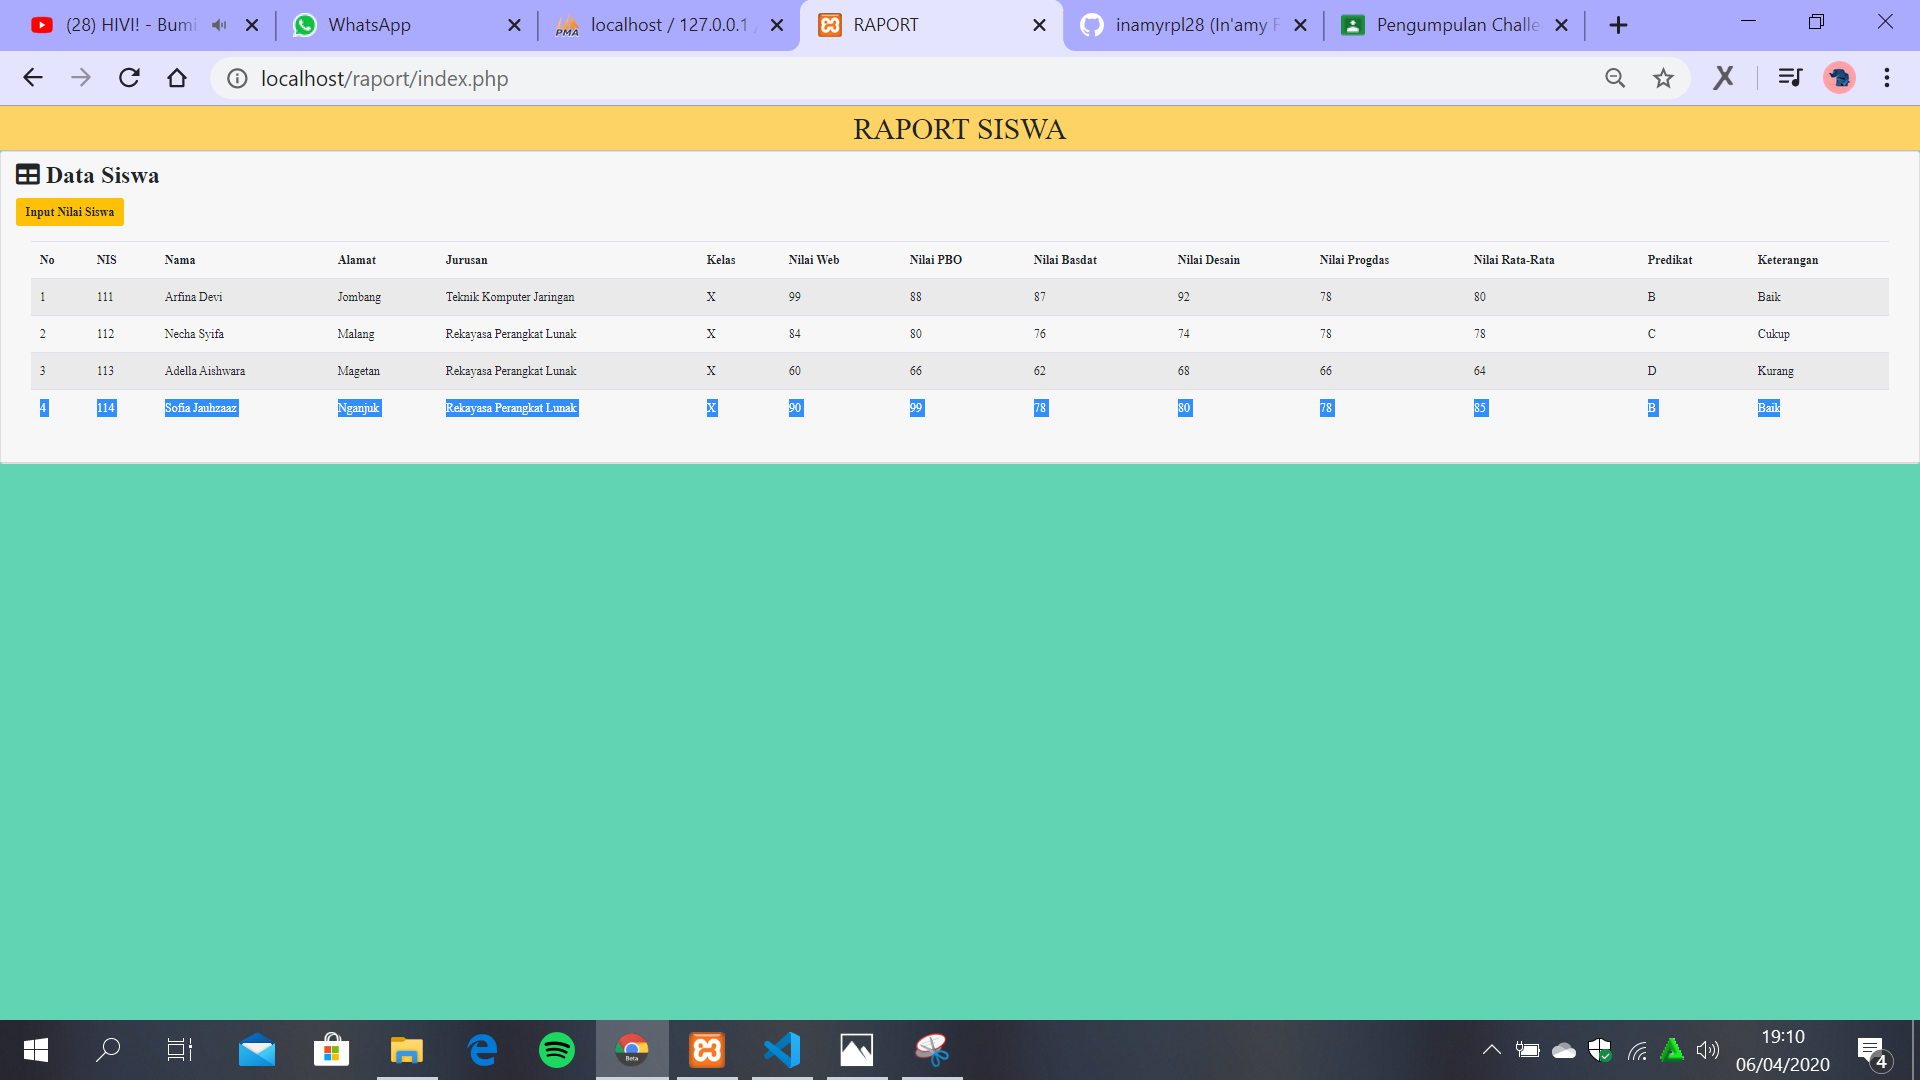 (28) HIVI! - Bumi
WhatsApp
localhost / 127.0.0.1 /
RAPORT
inamyrpl28 (In'amy F
Pengumpulan Challe
localhost/raport/index.php
RAPORT SISWA
Data Siswa
Input Nilai Siswa
No NIS Nama Alamat Jurusan Kelas Nilai Web Nilai PBO Nilai Basdat Nilai Desain Nilai Progdas Nilai Rata-Rata Predikat Keterangan
1 111 Arfina Devi Jombang Teknik Komputer Jaringan X 99 88 87 92 78 80 B Baik
2 112 Necha Syifa Malang Rekayasa Perangkat Lunak X 84 80 76 74 78 78 C Cukup
3 113 Adella Aishwara Magetan Rekayasa Perangkat Lunak X 60 66 62 68 66 64 D Kurang
4 114 Sofia Jauhzaaz Nganjuk Rekayasa Perangkat Lunak X 90 99 78 80 78 85 B Baik
Beta
19:10
06/04/2020
4